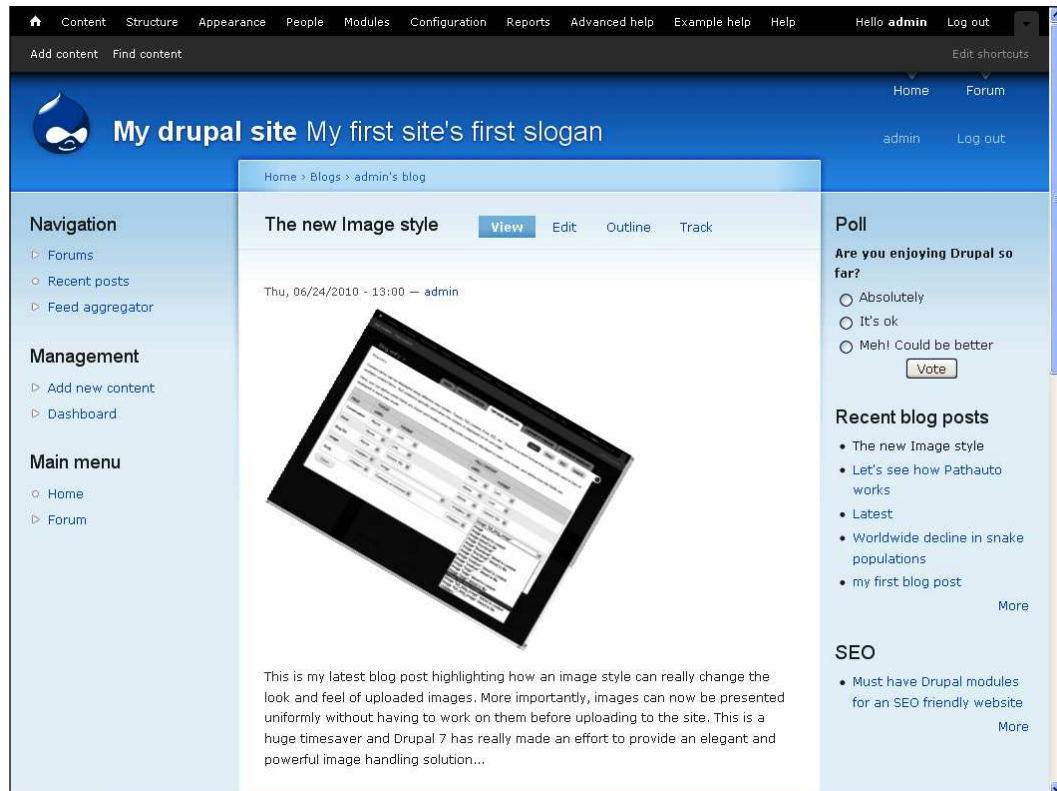 Content Structure Appearance People Modules Configuration Reports Advanced help Example help Help Hello admin Log out
Add content Find content Edit shortcuts
Home Forum
My drupal site My first site's first slogan
admin Log out
Home › Blogs › admin's blog
Navigation
Forums
Recent posts
Feed aggregator
Management
Add new content
Dashboard
Main menu
Home
Forum
The new Image style View Edit Outline Track
Thu, 06/24/2010 - 13:00 — admin
This is my latest blog post highlighting how an image style can really change the
look and feel of uploaded images. More importantly, images can now be presented
uniformly without having to work on them before uploading to the site. This is a
huge timesaver and Drupal 7 has really made an effort to provide an elegant and
powerful image handling solution...
Poll
Are you enjoying Drupal so
far?
Absolutely
It's ok
Meh! Could be better
Vote
Recent blog posts
The new Image style
Let's see how Pathauto
works
Latest
Worldwide decline in snake
populations
my first blog post
More
SEO
Must have Drupal modules
for an SEO friendly website
More